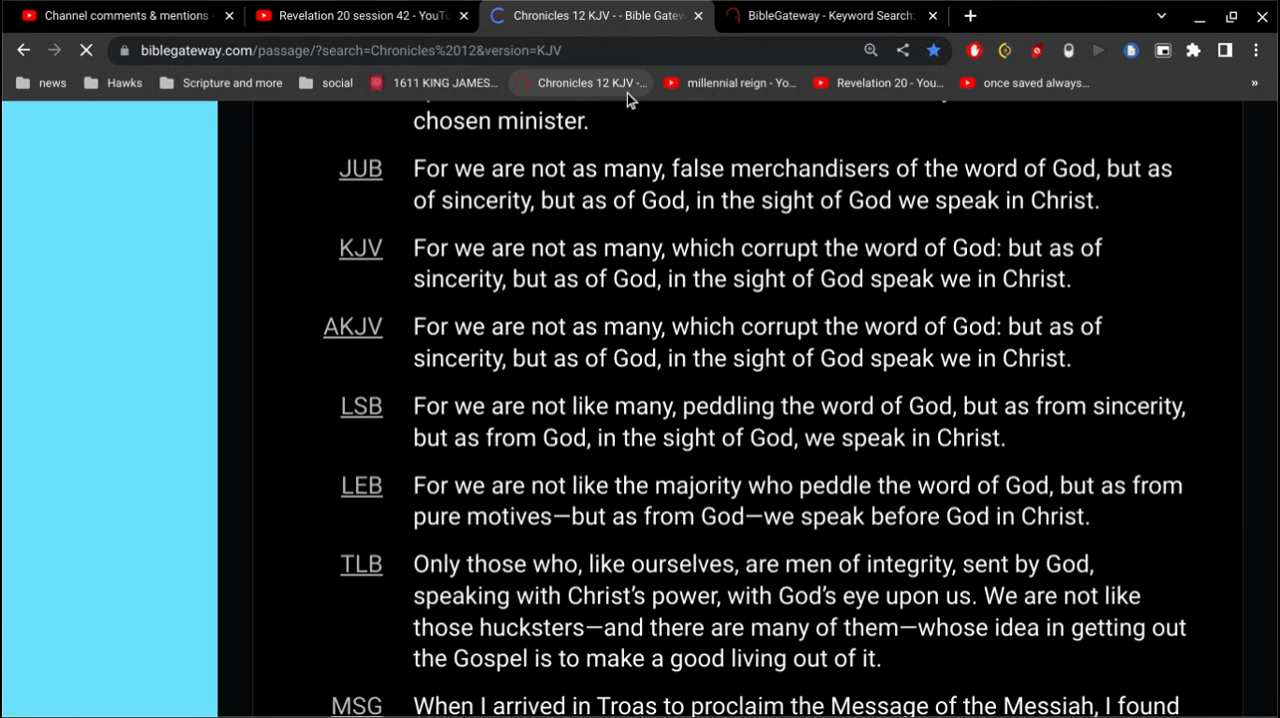 Channel comments & mentions
Revelation 20 session 42 - YouTu
Chronicles 12 KJV - - Bible Gatew
BibleGateway - Keyword Search:
biblegateway.com/passage/?search=Chronicles%2012&version=KJV
news Hawks Scripture and more social 1611 KING JAMES... Chronicles 12 KJV -... millennial reign - Yo... Revelation 20 - You... once saved always... »
chosen minister.
JUB For we are not as many, false merchandisers of the word of God, but as
of sincerity, but as of God, in the sight of God we speak in Christ.
KJV For we are not as many, which corrupt the word of God: but as of
sincerity, but as of God, in the sight of God speak we in Christ.
AKJV For we are not as many, which corrupt the word of God: but as of
sincerity, but as of God, in the sight of God speak we in Christ.
LSB For we are not like many, peddling the word of God, but as from sincerity,
but as from God, in the sight of God, we speak in Christ.
LEB For we are not like the majority who peddle the word of God, but as from
pure motives—but as from God—we speak before God in Christ.
TLB Only those who, like ourselves, are men of integrity, sent by God,
speaking with Christ's power, with God's eye upon us. We are not like
those hucksters—and there are many of them—whose idea in getting out
the Gospel is to make a good living out of it.
MSG When I arrived in Troas to proclaim the Message of the Messiah, I found